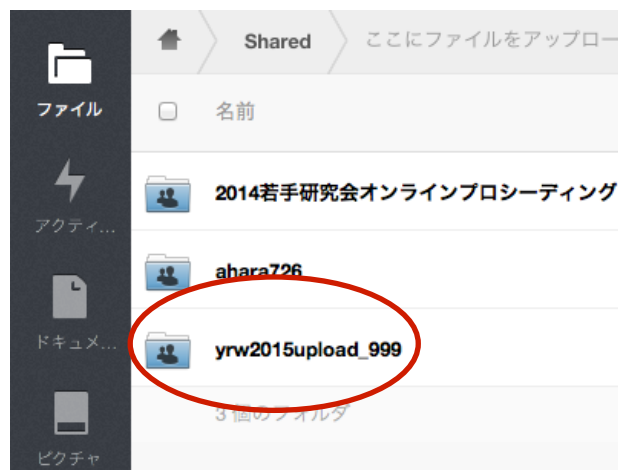 Shared
ここにファイルをアップロー
ファイル
名前
2014若手研究会オンラインプロシーディング
アクティ...
ahara726
ドキュメ...
yrw2015upload_999
3 個のフォルダ
ピクチャ